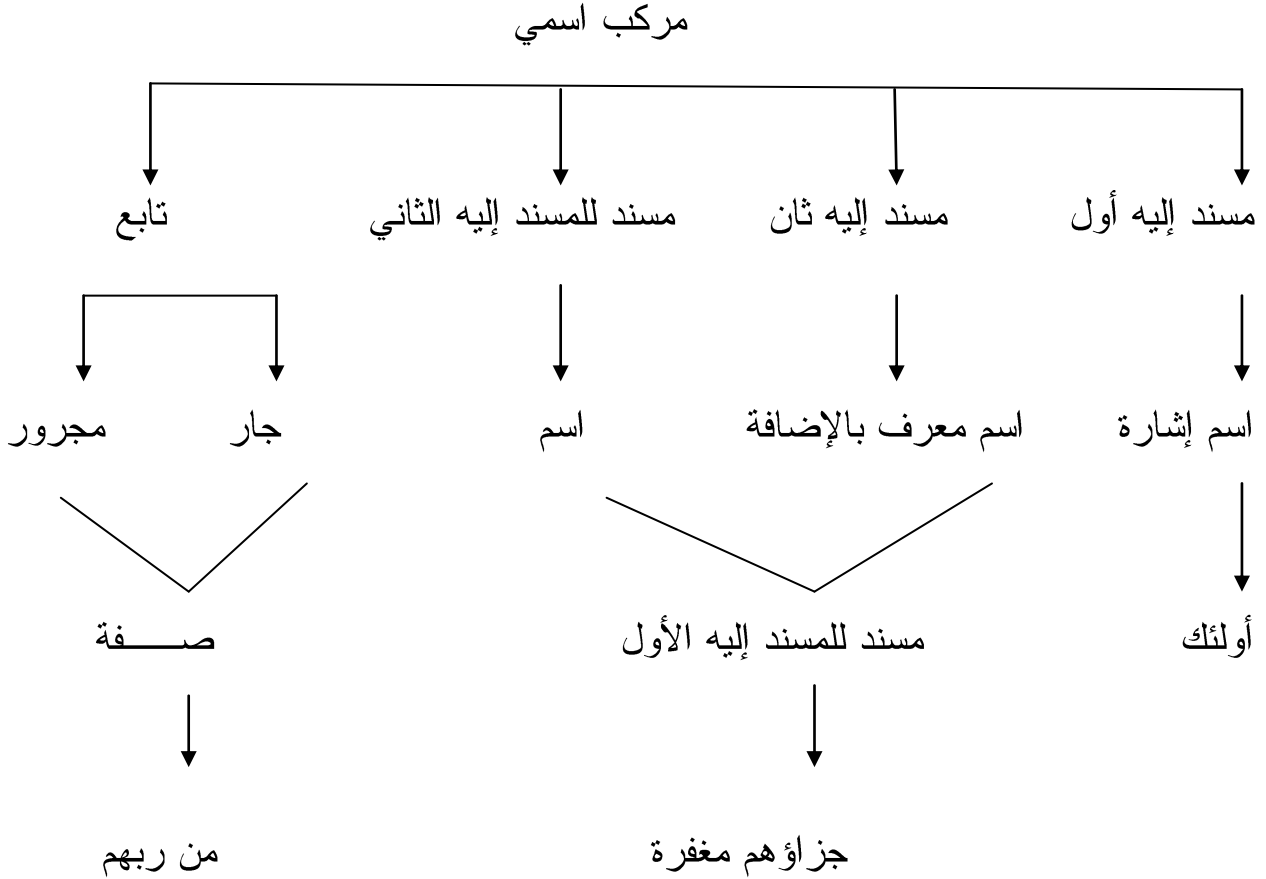 مركب اسمي
مسند إليه أول مسند إليه ثان مسند للمسند إليه الثاني تابع
اسم إشارة اسم معرف بالإضافة اسم جار مجرور
أولئك مسند للمسند إليه الأول صـــــفة
جزاؤهم مغفرة من ربهم